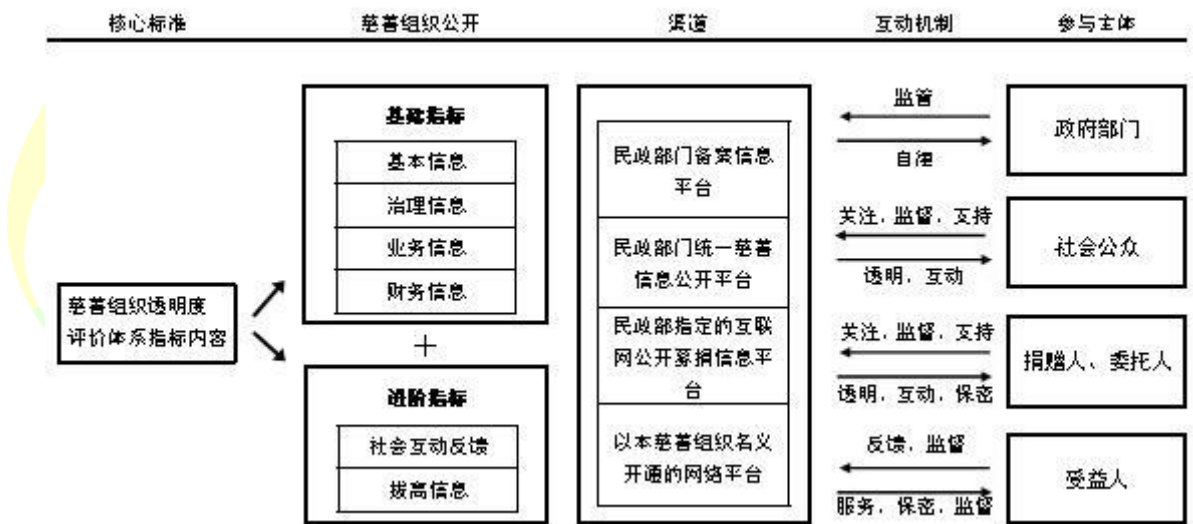 核心标准
慈善组织公开
渠道
互动机制
参与主体
慈善组织透明度
评价体系指标内容
基础指标
基本信息
治理信息
业务信息
财务信息
+
进阶指标
社会互动反馈
拔高信息
民政部门备案信息
平台
民政部门统一慈善
信息公开平台
民政部指定的互联
网公开募捐信息平
台
以本慈善组织名义
开通的网络平台
监管
自律
关注、监督、支持
透明、互动
关注、监督、支持
透明、互动、保密
反馈、监督
服务、保密、监督
政府部门
社会公众
捐赠人、委托人
受益人